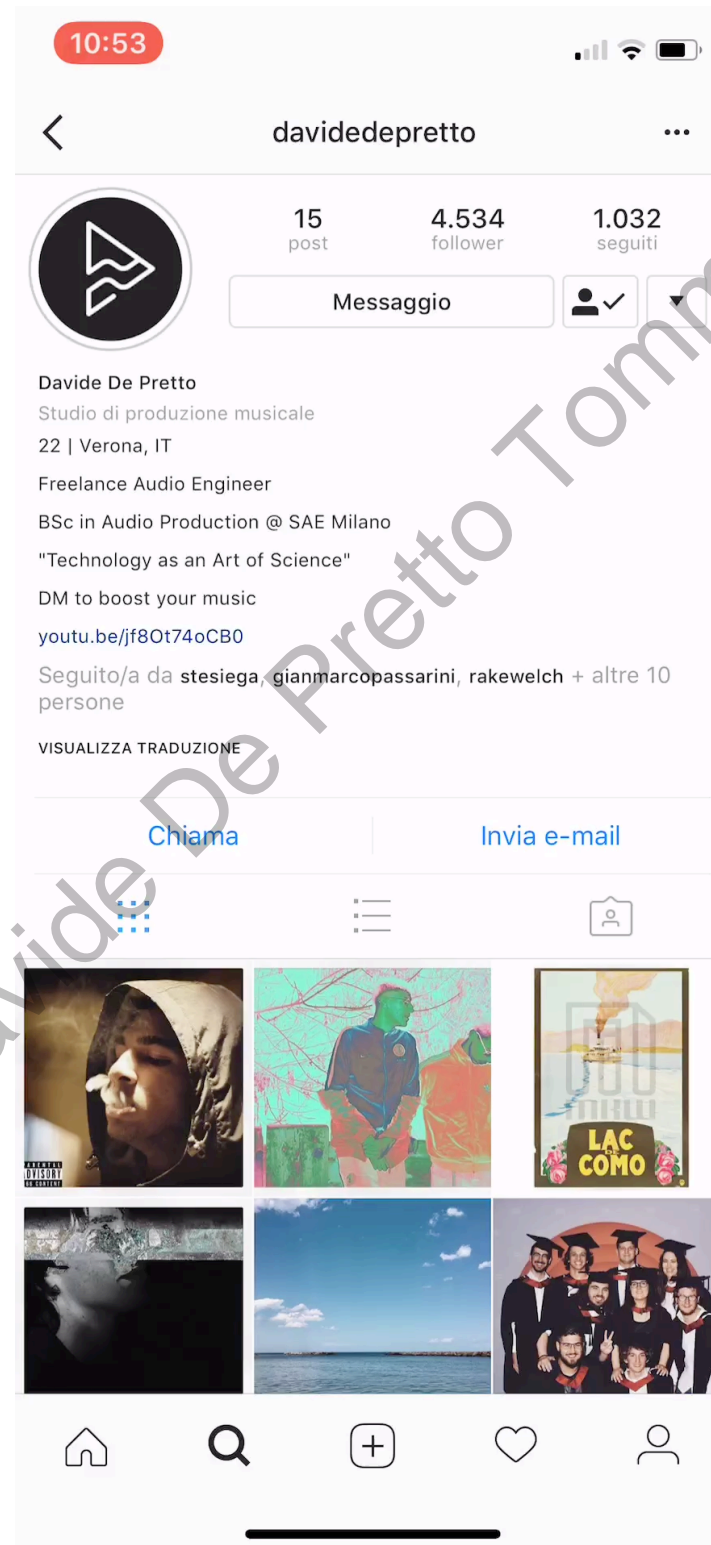 10:53
davidedepretto
15
4.534
1.032
post
follower
seguiti
Messaggio
Davide De Pretto
Studio di produzione musicale
22 | Verona, IT
Freelance Audio Engineer
BSc in Audio Production @ SAE Milano
"Technology as an Art of Science"
DM to boost your music
youtu.be/jf8Ot74oCB0
Seguito/a da stesiega, gianmarcopassarini, rakewelch + altre 10
persone
VISUALIZZA TRADUZIONE
Chiama
Invia e-mail
LAC
DE
COMO
De Pretto